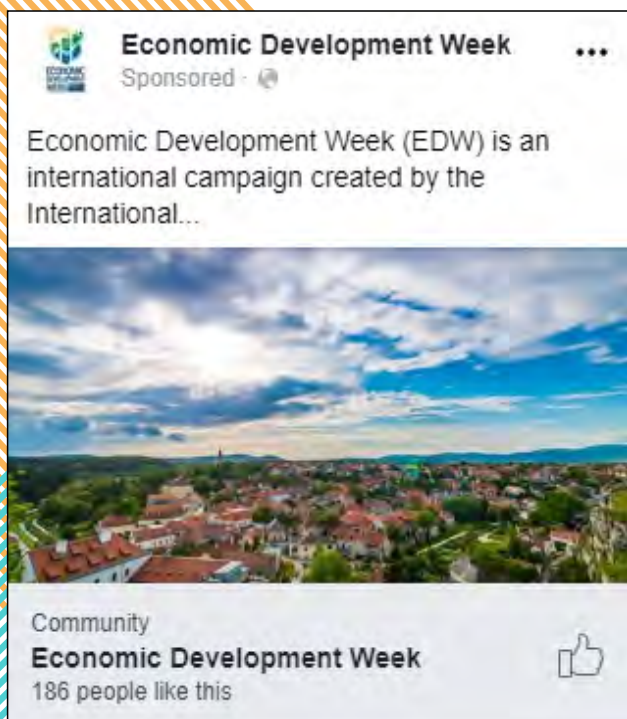 Economic Development Week
Sponsored ·
Economic Development Week (EDW) is an
international campaign created by the
International...
Community
Economic Development Week
186 people like this